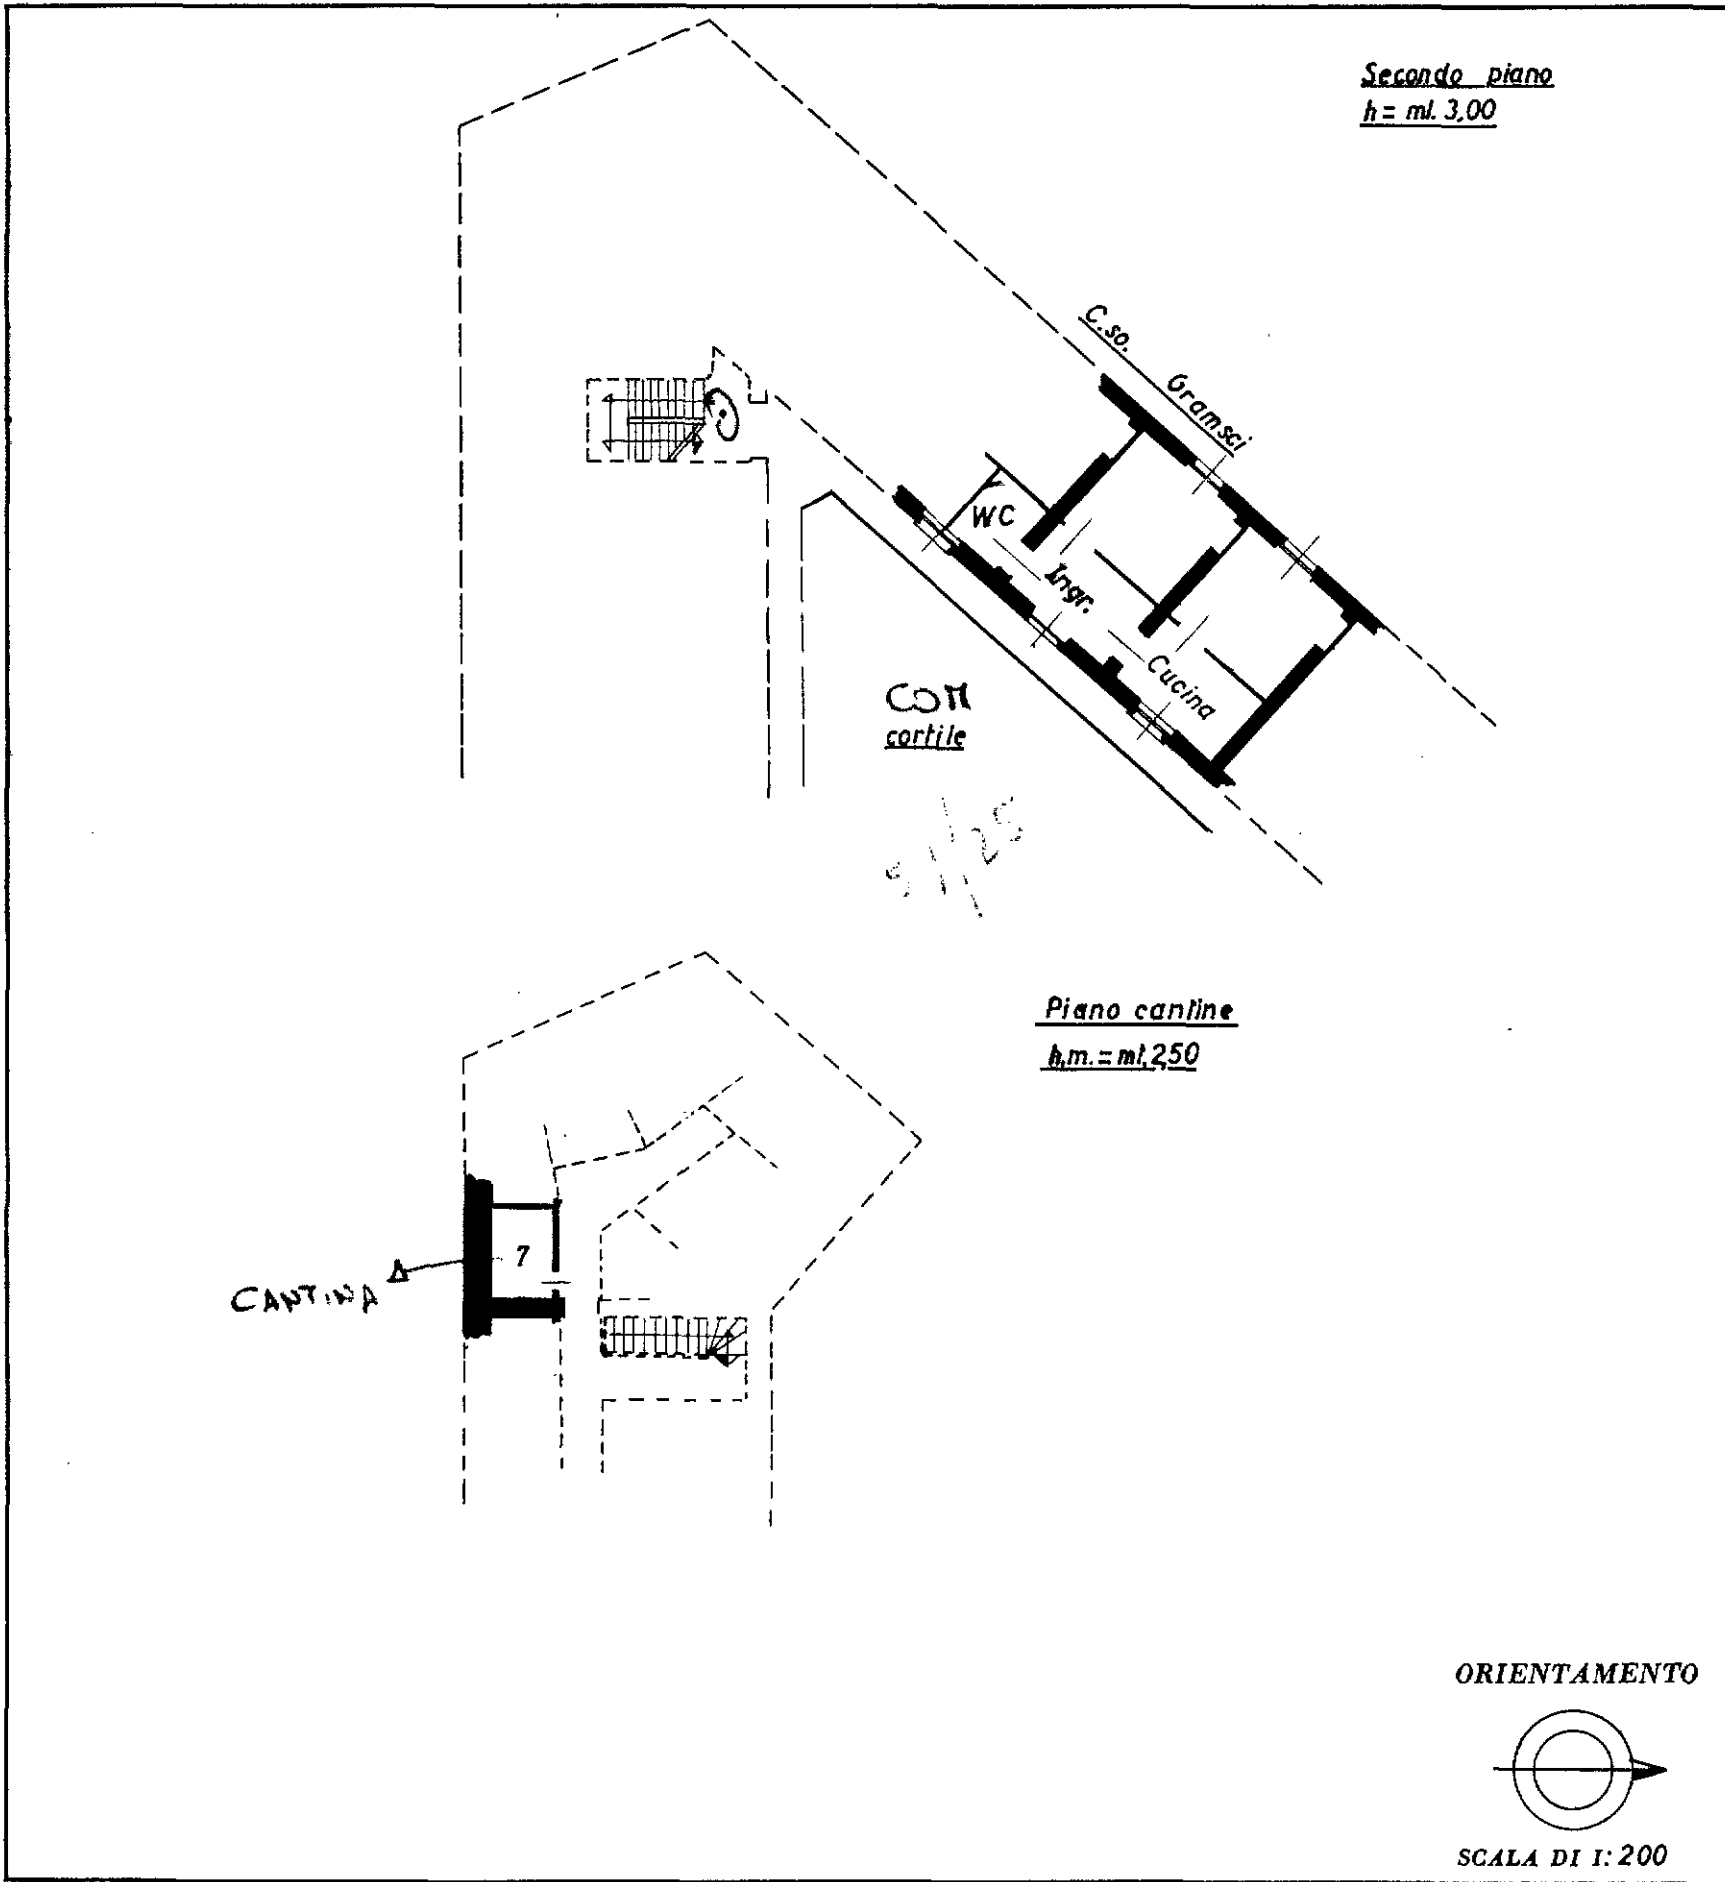 Secondo piano
h = ml. 3,00
C.so. Gramsci
WC
Ingr.
Cucina
COM
cortile
Piano cantine
h.m. = ml. 2,50
7
CANTINA
ORIENTAMENTO
SCALA DI 1: 200